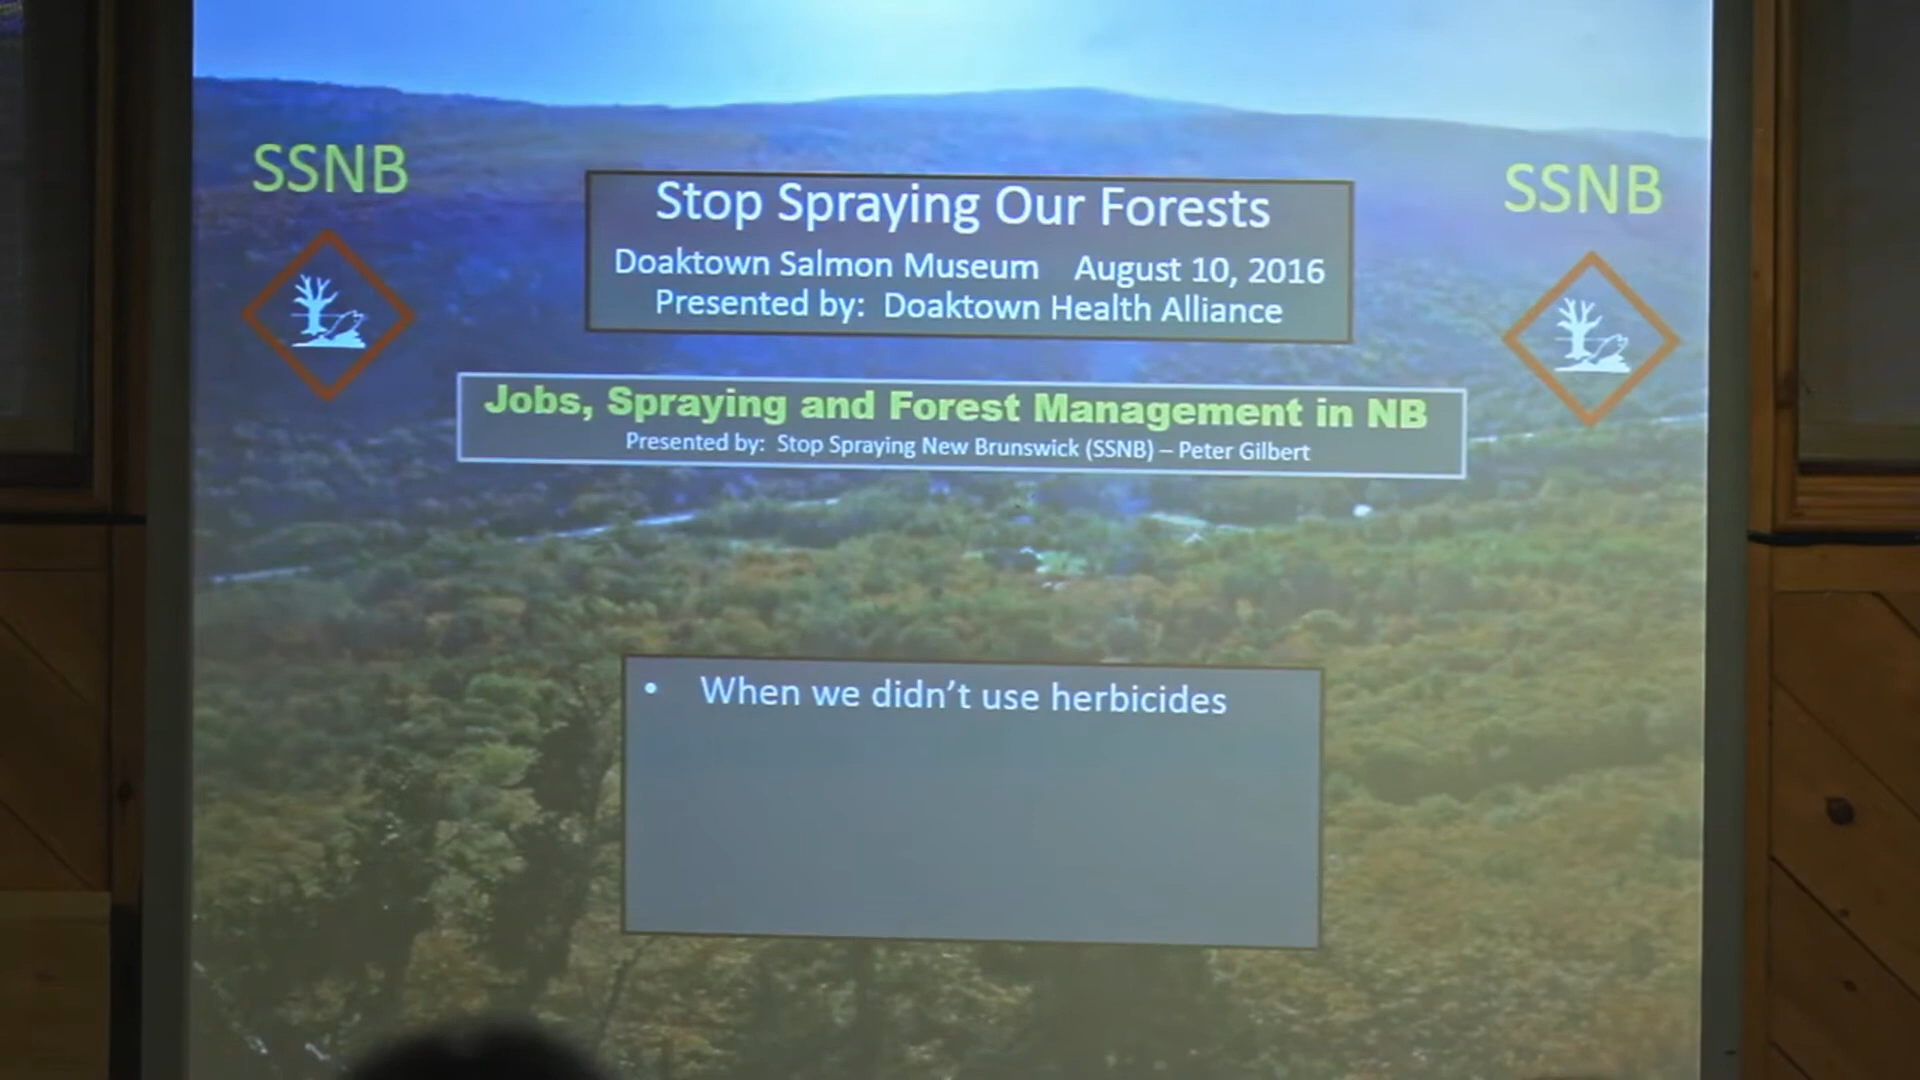 SSNB
SSNB
Stop Spraying Our Forests
Doaktown Salmon Museum August 10, 2016
Presented by: Doaktown Health Alliance
Jobs, Spraying and Forest Management in NB
Presented by: Stop Spraying New Brunswick (SSNB) – Peter Gilbert
• When we didn't use herbicides